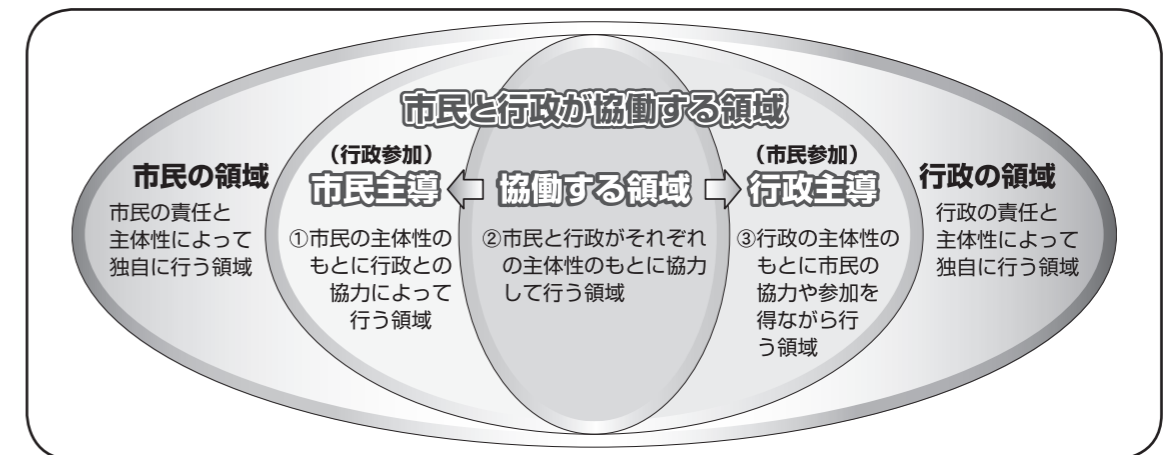 市民と行政が協働する領域
市民の領域
市民の責任と
主体性によって
独自に行う領域
(行政参加)
市民主導
①市民の主体性の
もとに行政との
協力によって
行う領域
協働する領域
②市民と行政がそれぞれ
の主体性のもとに協力
して行う領域
(市民参加)
行政主導
③行政の主体性の
もとに市民の
協力や参加を
得ながら行
う領域
行政の領域
行政の責任と
主体性によって
独自に行う領域